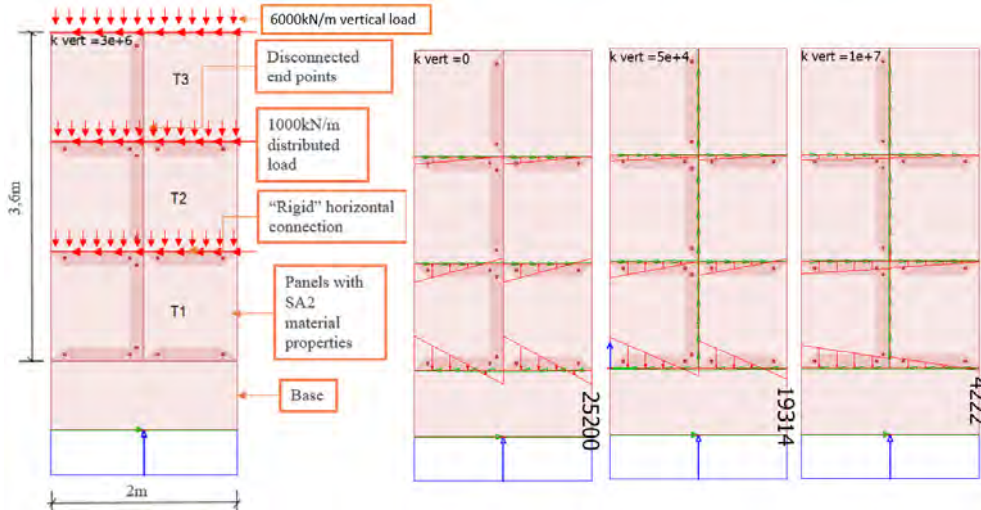 6000kN/m vertical load
k vert =3e+6
Disconnected
end points
T3
1000kN/m
distributed
load
3,6m
T2
“Rigid” horizontal
connection
T1
Panels with
SA2
material
properties
Base
2m
k vert =0
25200
k vert =5e+4
19314
k vert =1e+7
4222